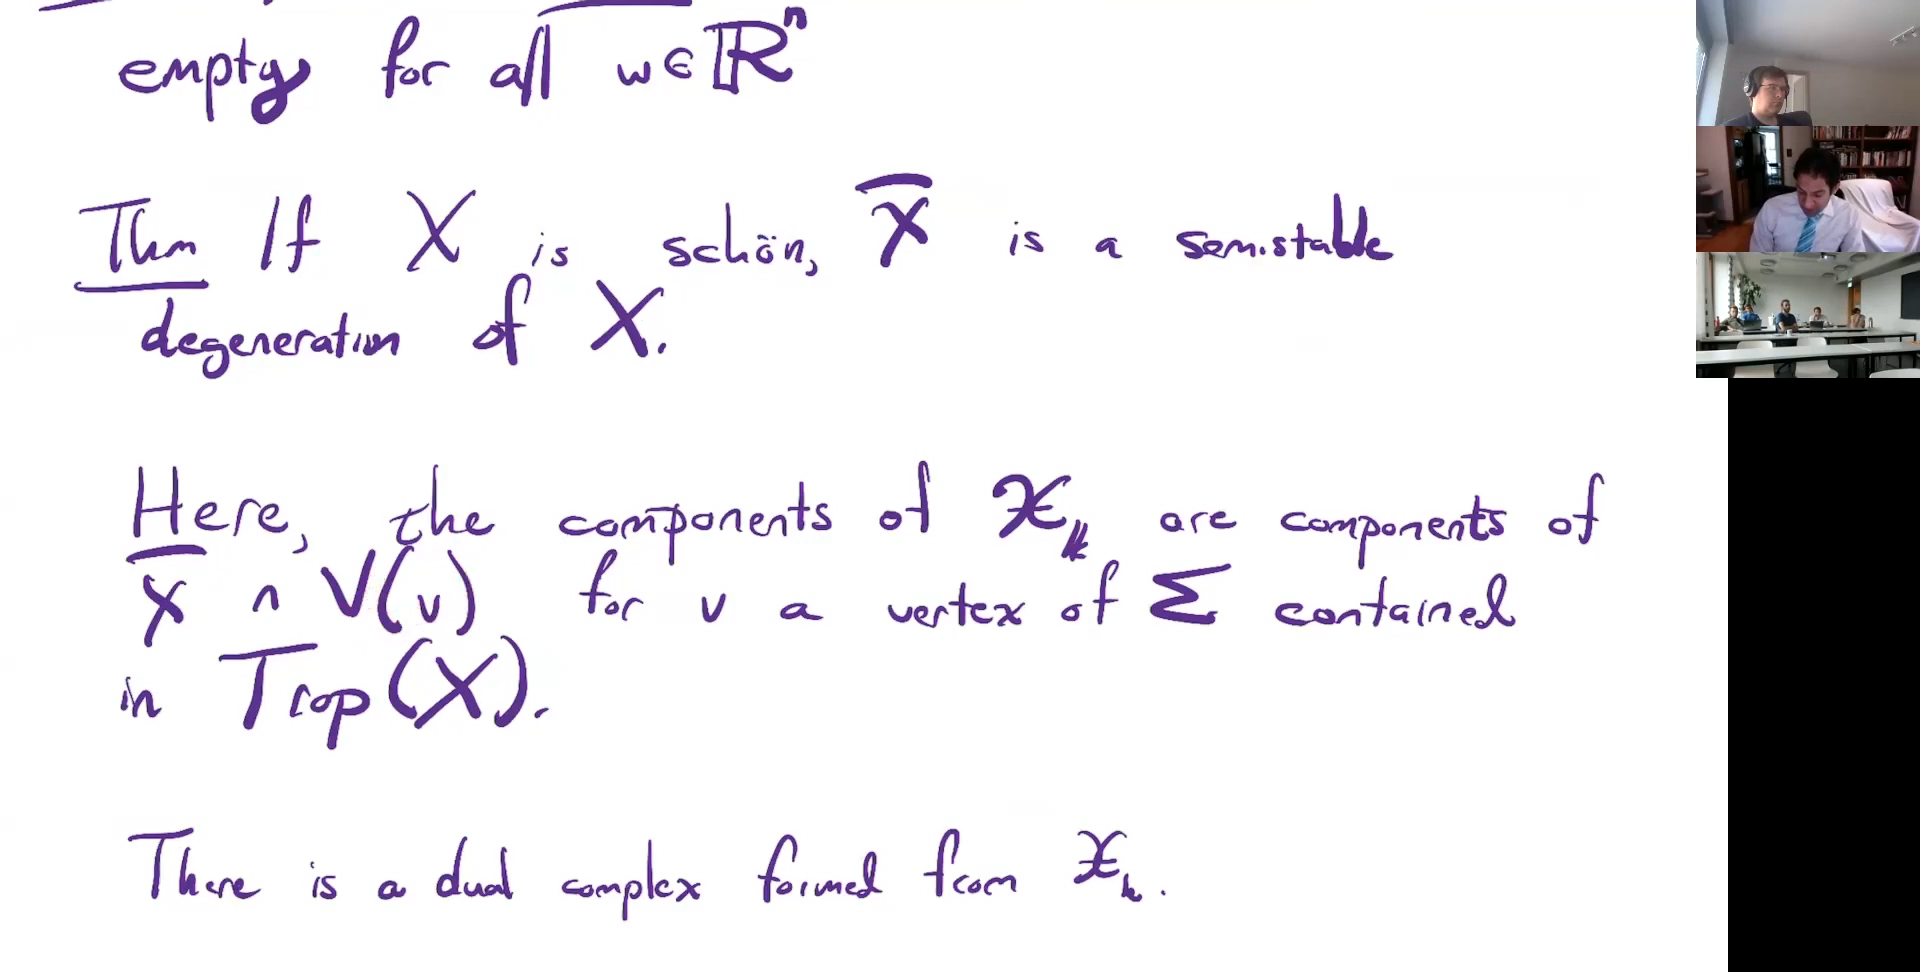 empty for all w ∈ ℝⁿ
Thm If X is schön, X̅ is a semistable
degeneration of X.
Here, the components of 𝒳ₖ are components of
X̅ ∩ V(v) for v a vertex of Σ contained
in Trop(X).
There is a dual complex formed from 𝒳ₖ.